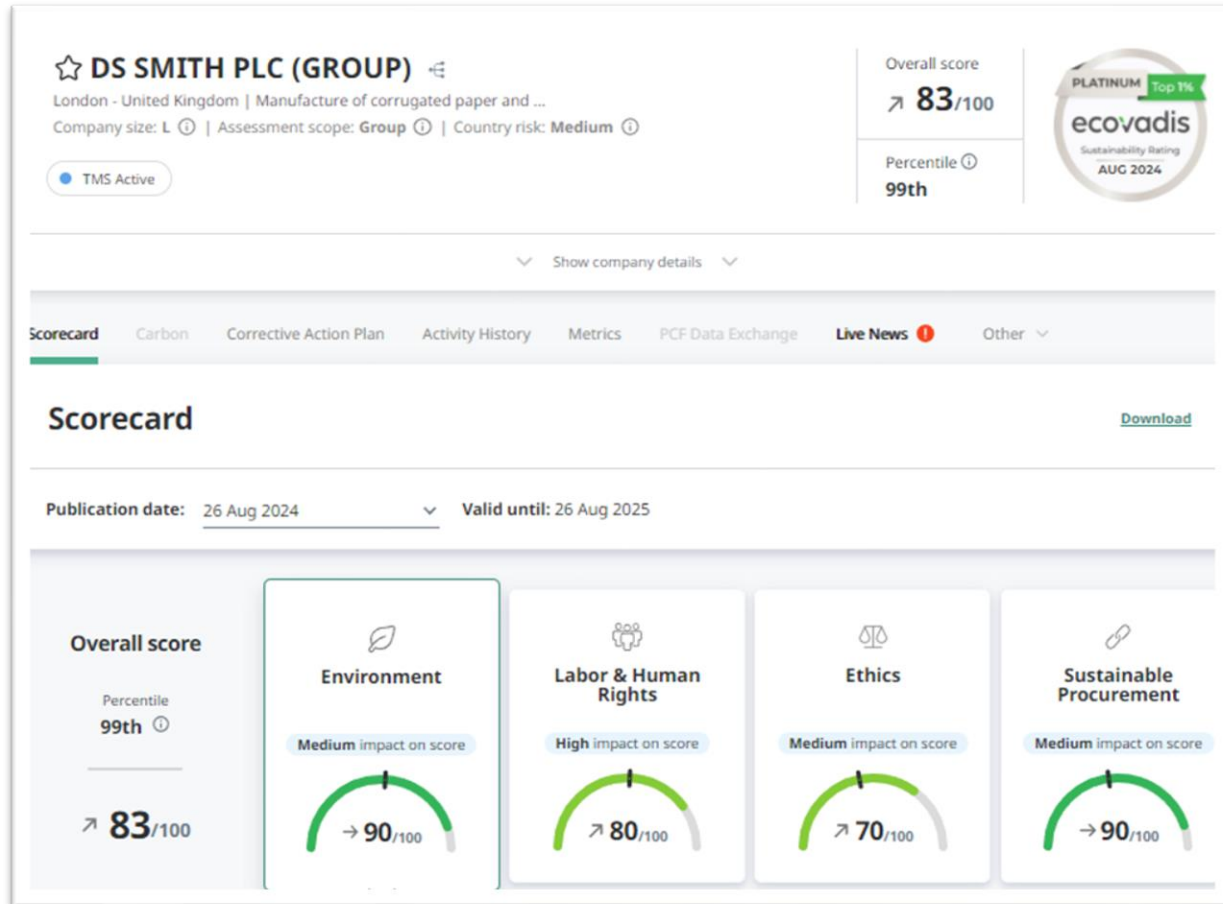 DS SMITH PLC (GROUP)
London - United Kingdom | Manufacture of corrugated paper and ...
Company size: L | Assessment scope: Group | Country risk: Medium
TMS Active
Overall score
83/100
Percentile
99th
PLATINUM Top 1%
ecovadis
Sustainability Rating
AUG 2024
Show company details
Scorecard Carbon Corrective Action Plan Activity History Metrics PCF Data Exchange Live News Other
Scorecard
Download
Publication date: 26 Aug 2024 Valid until: 26 Aug 2025
Overall score
Percentile
99th
83/100
Environment
Medium impact on score
90/100
Labor & Human
Rights
High impact on score
80/100
Ethics
Medium impact on score
70/100
Sustainable
Procurement
Medium impact on score
90/100